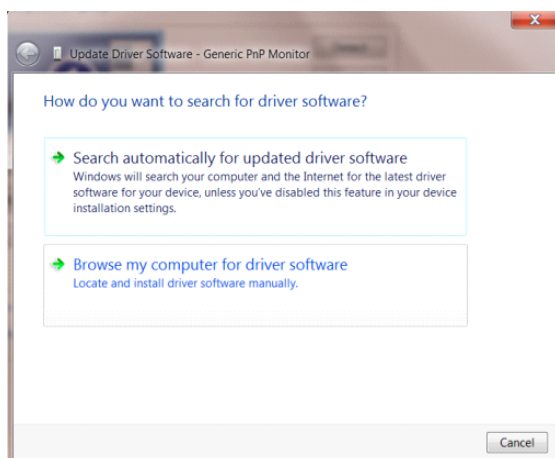 Update Driver Software - Generic PnP Monitor
How do you want to search for driver software?
Search automatically for updated driver software
Windows will search your computer and the Internet for the latest driver
software for your device, unless you've disabled this feature in your device
installation settings.
Browse my computer for driver software
Locate and install driver software manually.
Cancel